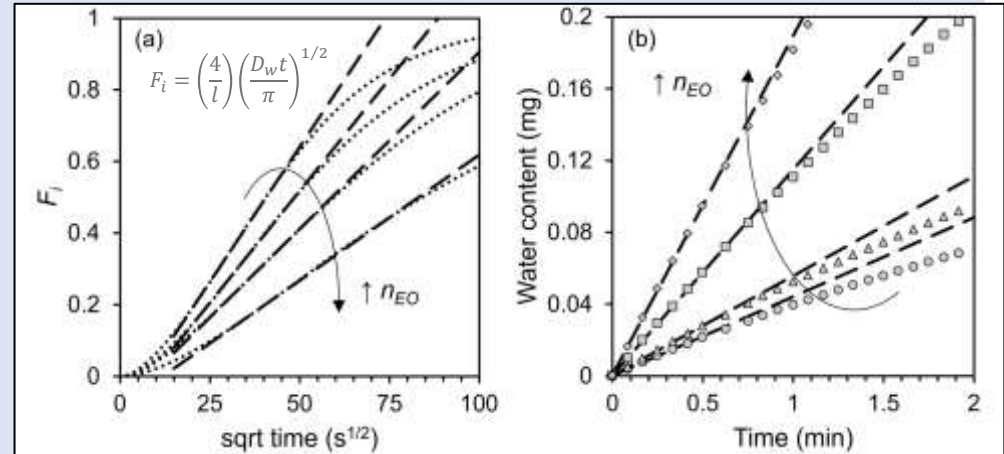 (a)
F_i = (4/l) (D_w t/π)^{1/2}
1
0.8
0.6
0.4
0.2
0
F_i
↑ n_EO
0 25 50 75 100
sqrt time (s^{1/2})
(b)
0.2
0.16
0.12
0.08
0.04
0
Water content (mg)
↑ n_EO
0 0.5 1 1.5 2
Time (min)